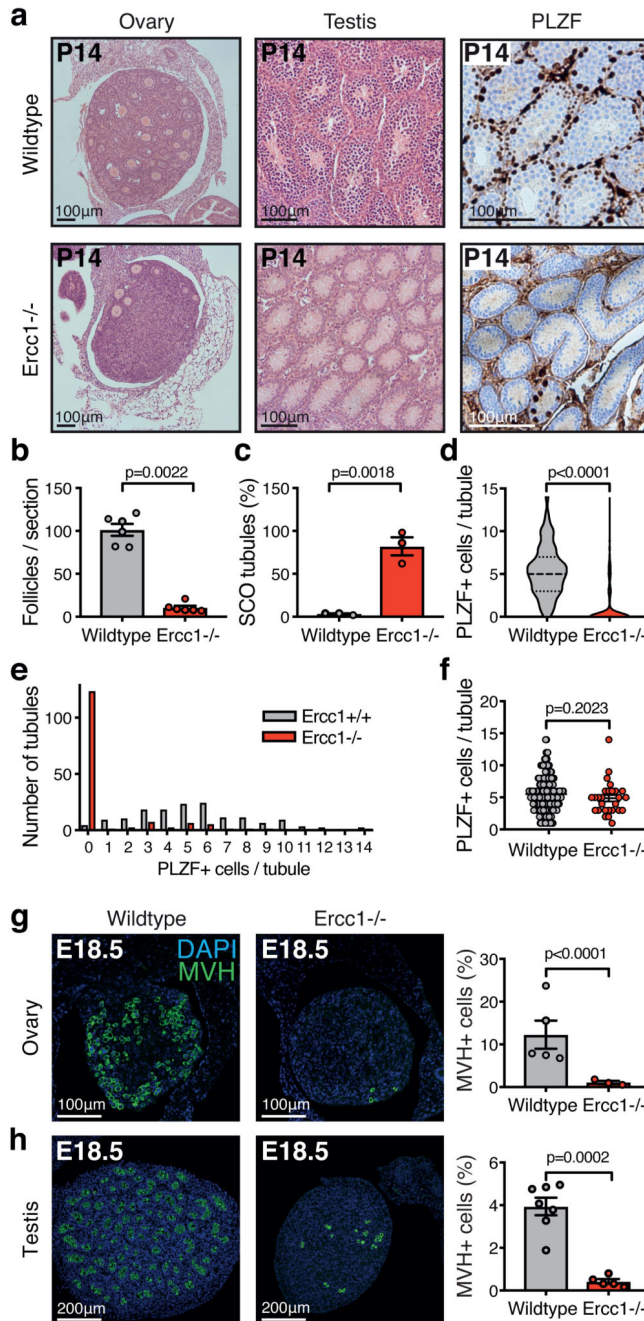 a
Ovary Testis PLZF
Wildtype
P14 P14 P14
100µm 100µm 100µm
Ercc1-/-
P14 P14 P14
100µm 100µm 100µm
b
p=0.0022
Follicles / section
150
100
50
0
Wildtype Ercc1-/-
c
p=0.0018
SCO tubules (%)
150
100
50
0
Wildtype Ercc1-/-
d
p<0.0001
PLZF+ cells / tubule
15
10
5
0
Wildtype Ercc1-/-
e
Number of tubules
100
50
0
Ercc1+/+
Ercc1-/-
0 1 2 3 4 5 6 7 8 9 10 11 12 13 14
PLZF+ cells / tubule
f
p=0.2023
PLZF+ cells / tubule
20
15
10
5
0
Wildtype Ercc1-/-
g
Wildtype Ercc1-/-
Ovary
E18.5 DAPI MVH
100µm
E18.5
100µm
p<0.0001
MVH+ cells (%)
30
20
10
0
Wildtype Ercc1-/-
h
Testis
E18.5
200µm
E18.5
200µm
p=0.0002
MVH+ cells (%)
6
4
2
0
Wildtype Ercc1-/-